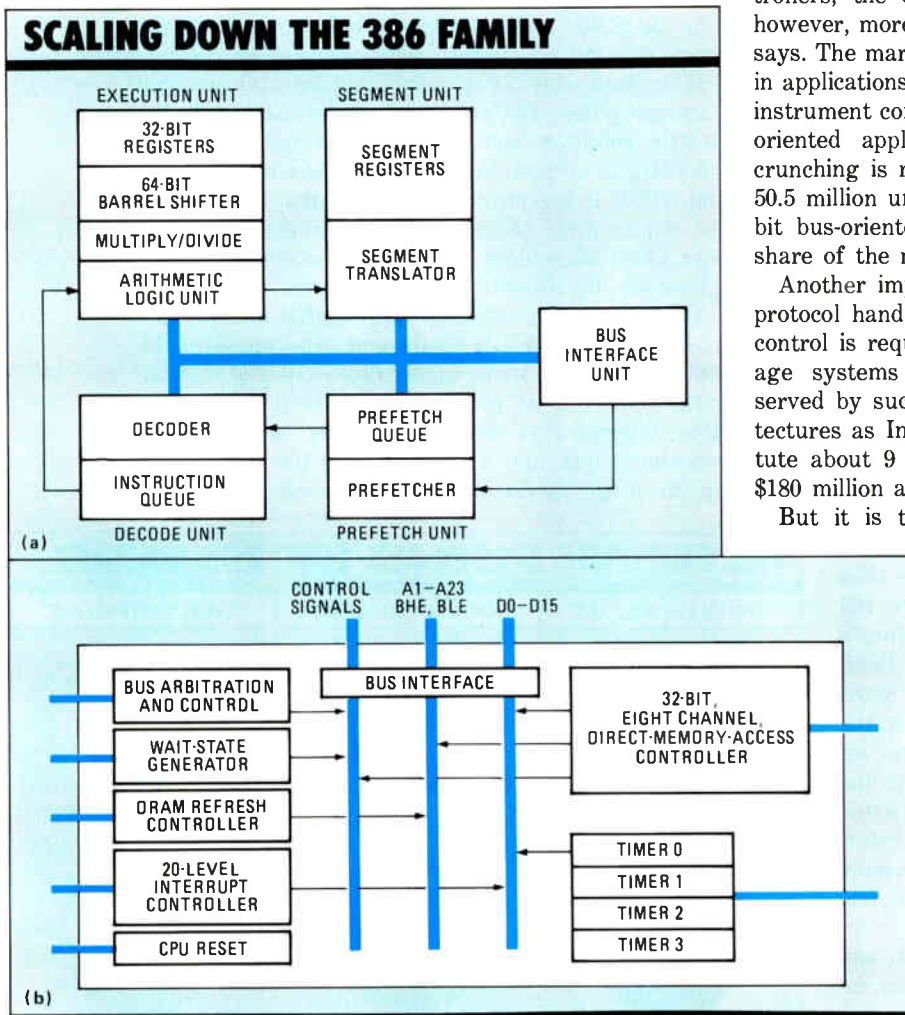 SCALING DOWN THE 386 FAMILY
EXECUTION UNIT
32-BIT
REGISTERS
64-BIT
BARREL SHIFTER
MULTIPLY/DIVIDE
ARITHMETIC
LOGIC UNIT
SEGMENT UNIT
SEGMENT
REGISTERS
SEGMENT
TRANSLATOR
BUS
INTERFACE
UNIT
DECODER
INSTRUCTION
QUEUE
DECODE UNIT
PREFETCH
QUEUE
PREFETCHER
PREFETCH UNIT
(a)
however, more
says. The mar
in applications
instrument co
oriented appl
crunching is
50.5 million
bit bus-oriente
share of the
Another imp
protocol hand
control is requ
age systems
served by suc
tectures as In
tute about 9
$180 million a
But it is t
CONTROL
SIGNALS
A1–A23
BHE, BLE
D0–D15
BUS INTERFACE
BUS ARBITRATION
AND CONTROL
WAIT-STATE
GENERATOR
DRAM REFRESH
CONTROLLER
20-LEVEL
INTERRUPT
CONTROLLER
CPU RESET
32-BIT,
EIGHT CHANNEL,
DIRECT-MEMORY-ACCESS
CONTROLLER
TIMER 0
TIMER 1
TIMER 2
TIMER 3
(b)